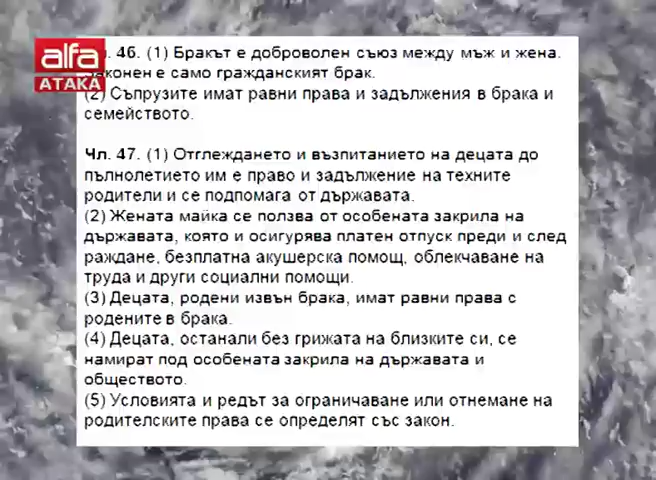 alfa
АТАКА
. 46. (1) Бракът е доброволен съюз между мъж и жена.
Законен е само гражданският брак.
(2) Съпрузите имат равни права и задължения в брака и
семейството.
Чл. 47. (1) Отглеждането и възпитанието на децата до
пълнолетието им е право и задължение на техните
родители и се подпомага от държавата.
(2) Жената майка се ползва от особената закрила на
държавата, която и осигурява платен отпуск преди и след
раждане, безплатна акушерска помощ, облекчаване на
труда и други социални помощи.
(3) Децата, родени извън брака, имат равни права с
родените в брака.
(4) Децата, останали без грижата на близките си, се
намират под особената закрила на държавата и
обществото.
(5) Условията и редът за ограничаване или отнемане на
родителските права се определят със закон.